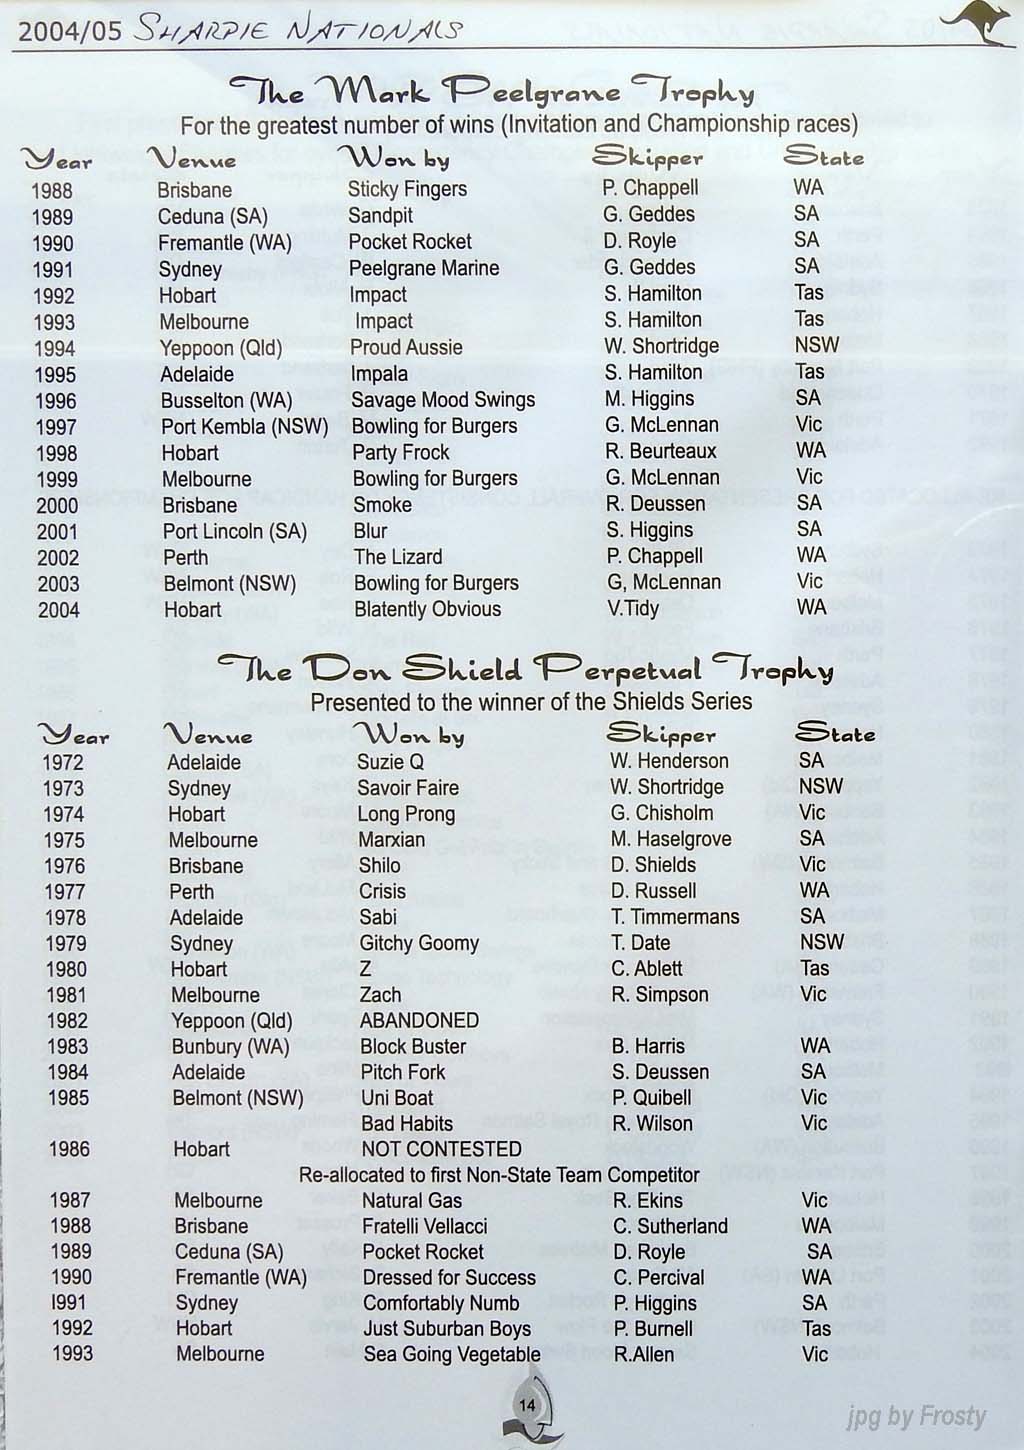 2004/05 SHARPIE NATIONALS
The Mark Peelgrane Trophy
For the greatest number of wins (Invitation and Championship races)
Year Venue Won by Skipper State
1988 Brisbane Sticky Fingers P. Chappell WA
1989 Ceduna (SA) Sandpit G. Geddes SA
1990 Fremantle (WA) Pocket Rocket D. Royle SA
1991 Sydney Peelgrane Marine G. Geddes SA
1992 Hobart Impact S. Hamilton Tas
1993 Melbourne Impact S. Hamilton Tas
1994 Yeppoon (Qld) Proud Aussie W. Shortridge NSW
1995 Adelaide Impala S. Hamilton Tas
1996 Busselton (WA) Savage Mood Swings M. Higgins SA
1997 Port Kembla (NSW) Bowling for Burgers G. McLennan Vic
1998 Hobart Party Frock R. Beurteaux WA
1999 Melbourne Bowling for Burgers G. McLennan Vic
2000 Brisbane Smoke R. Deussen SA
2001 Port Lincoln (SA) Blur S. Higgins SA
2002 Perth The Lizard P. Chappell WA
2003 Belmont (NSW) Bowling for Burgers G, McLennan Vic
2004 Hobart Blatently Obvious V.Tidy WA
The Don Shield Perpetual Trophy
Presented to the winner of the Shields Series
Year Venue Won by Skipper State
1972 Adelaide Suzie Q W. Henderson SA
1973 Sydney Savoir Faire W. Shortridge NSW
1974 Hobart Long Prong G. Chisholm Vic
1975 Melbourne Marxian M. Haselgrove SA
1976 Brisbane Shilo D. Shields Vic
1977 Perth Crisis D. Russell WA
1978 Adelaide Sabi T. Timmermans SA
1979 Sydney Gitchy Goomy T. Date NSW
1980 Hobart Z C. Ablett Tas
1981 Melbourne Zach R. Simpson Vic
1982 Yeppoon (Qld) ABANDONED
1983 Bunbury (WA) Block Buster B. Harris WA
1984 Adelaide Pitch Fork S. Deussen SA
1985 Belmont (NSW) Uni Boat P. Quibell Vic
Bad Habits R. Wilson Vic
1986 Hobart NOT CONTESTED
Re-allocated to first Non-State Team Competitor
1987 Melbourne Natural Gas R. Ekins Vic
1988 Brisbane Fratelli Vellacci C. Sutherland WA
1989 Ceduna (SA) Pocket Rocket D. Royle SA
1990 Fremantle (WA) Dressed for Success C. Percival WA
I991 Sydney Comfortably Numb P. Higgins SA
1992 Hobart Just Suburban Boys P. Burnell Tas
1993 Melbourne Sea Going Vegetable R.Allen Vic
14
jpg by Frosty